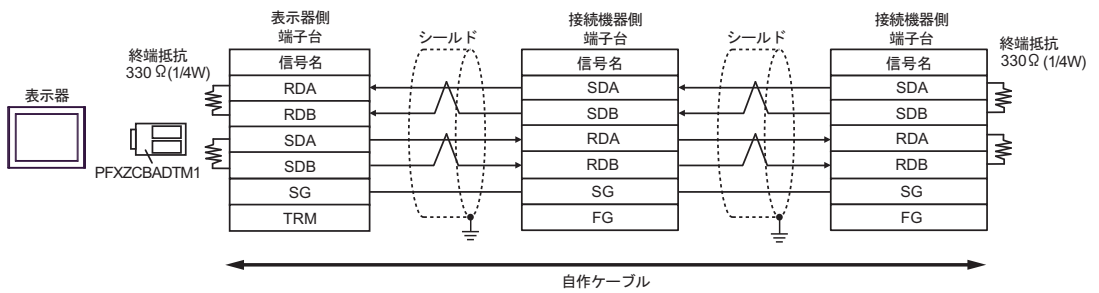 表示器
PFXZCBADTM1
終端抵抗
330 Ω(1/4W)
表示器側
端子台
信号名
RDA
RDB
SDA
SDB
SG
TRM
シールド
接続機器側
端子台
信号名
SDA
SDB
RDA
RDB
SG
FG
シールド
接続機器側
端子台
信号名
SDA
SDB
RDA
RDB
SG
FG
終端抵抗
330Ω (1/4W)
自作ケーブル